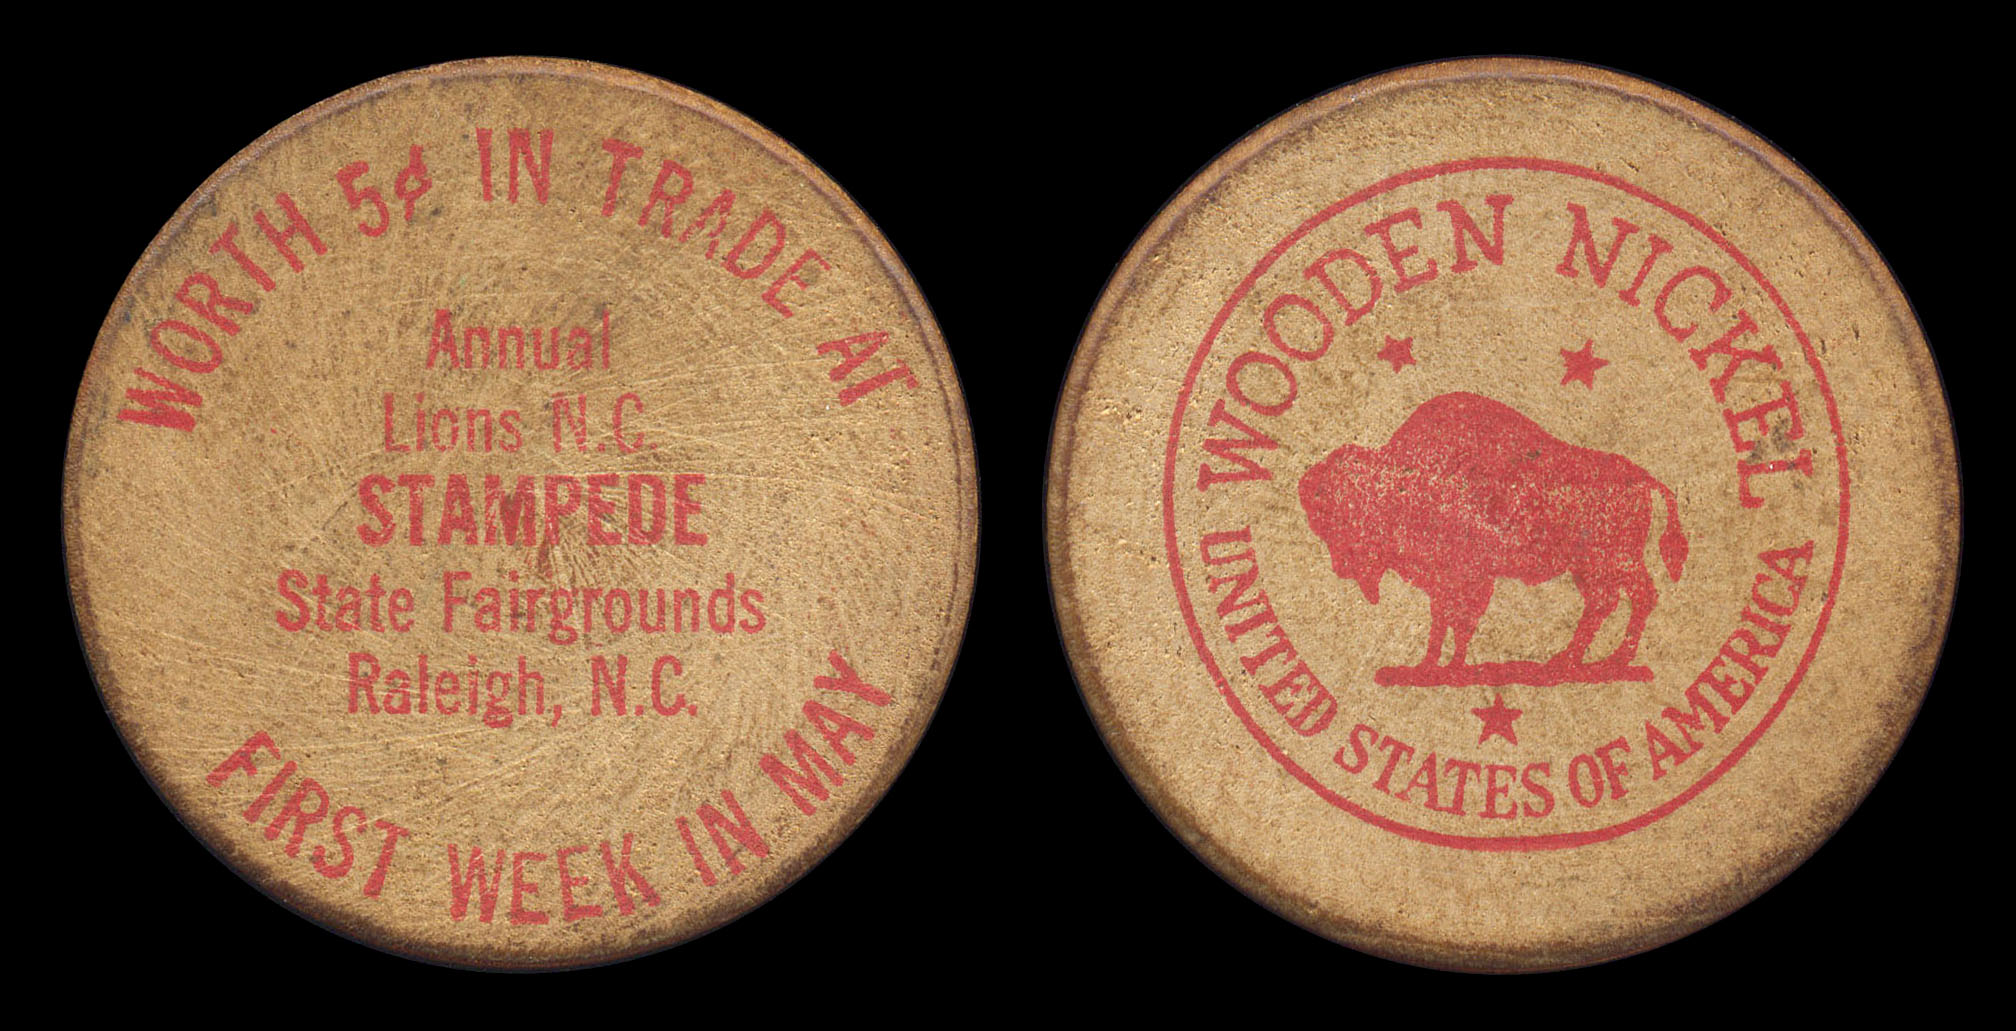 WORTH 5¢ IN TRADE AT
Annual
Lions N.C.
STAMPEDE
State Fairgrounds
Raleigh, N.C.
FIRST WEEK IN MAY
WOODEN NICKEL
UNITED STATES OF AMERICA